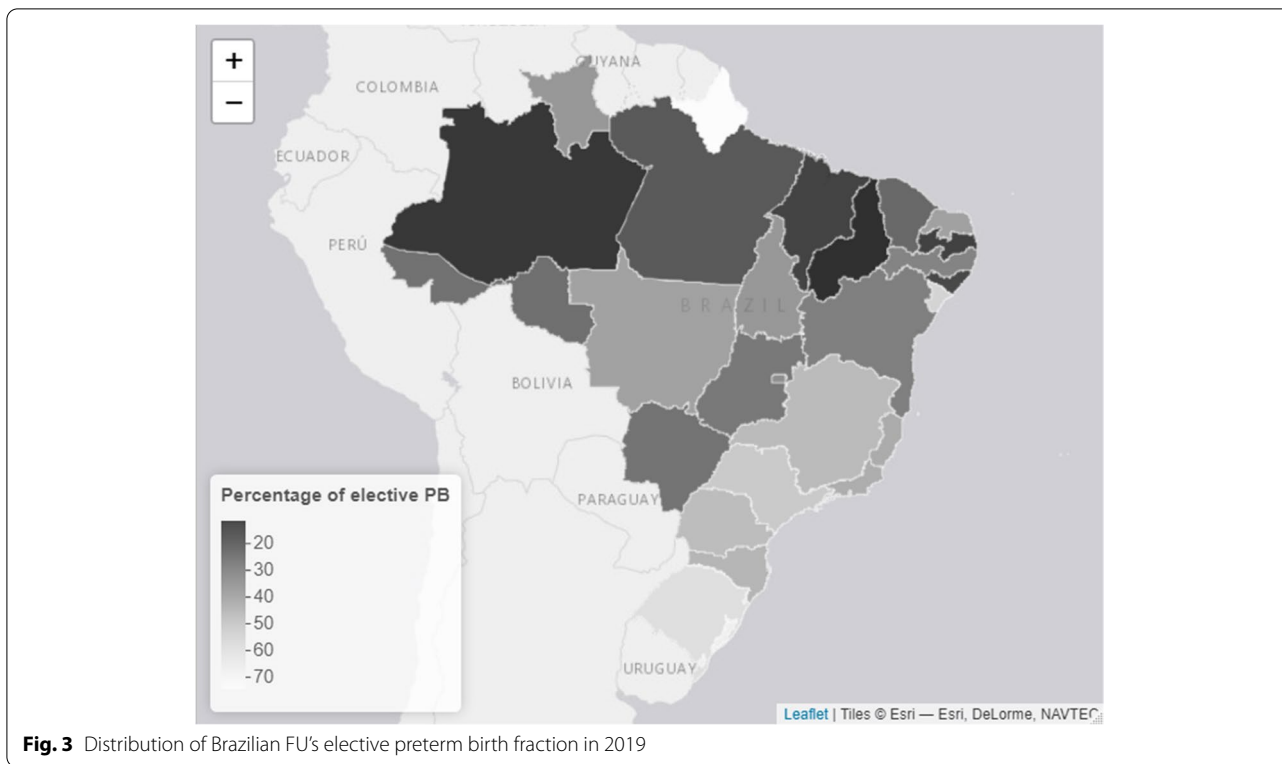 +
−
GUYANA
COLOMBIA
ECUADOR
PERÚ
BRAZIL
BOLIVIA
PARAGUAY
URUGUAY
Percentage of elective PB
20
30
40
50
60
70
Leaflet | Tiles © Esri — Esri, DeLorme, NAVTEQ
Fig. 3 Distribution of Brazilian FU's elective preterm birth fraction in 2019